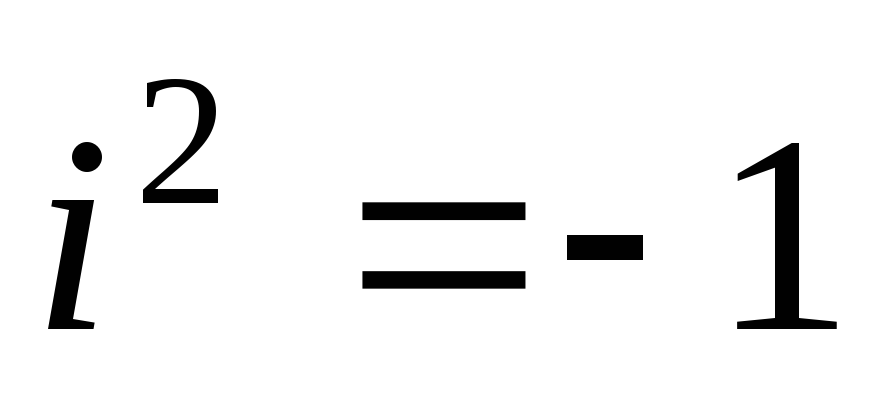 i² =- 1